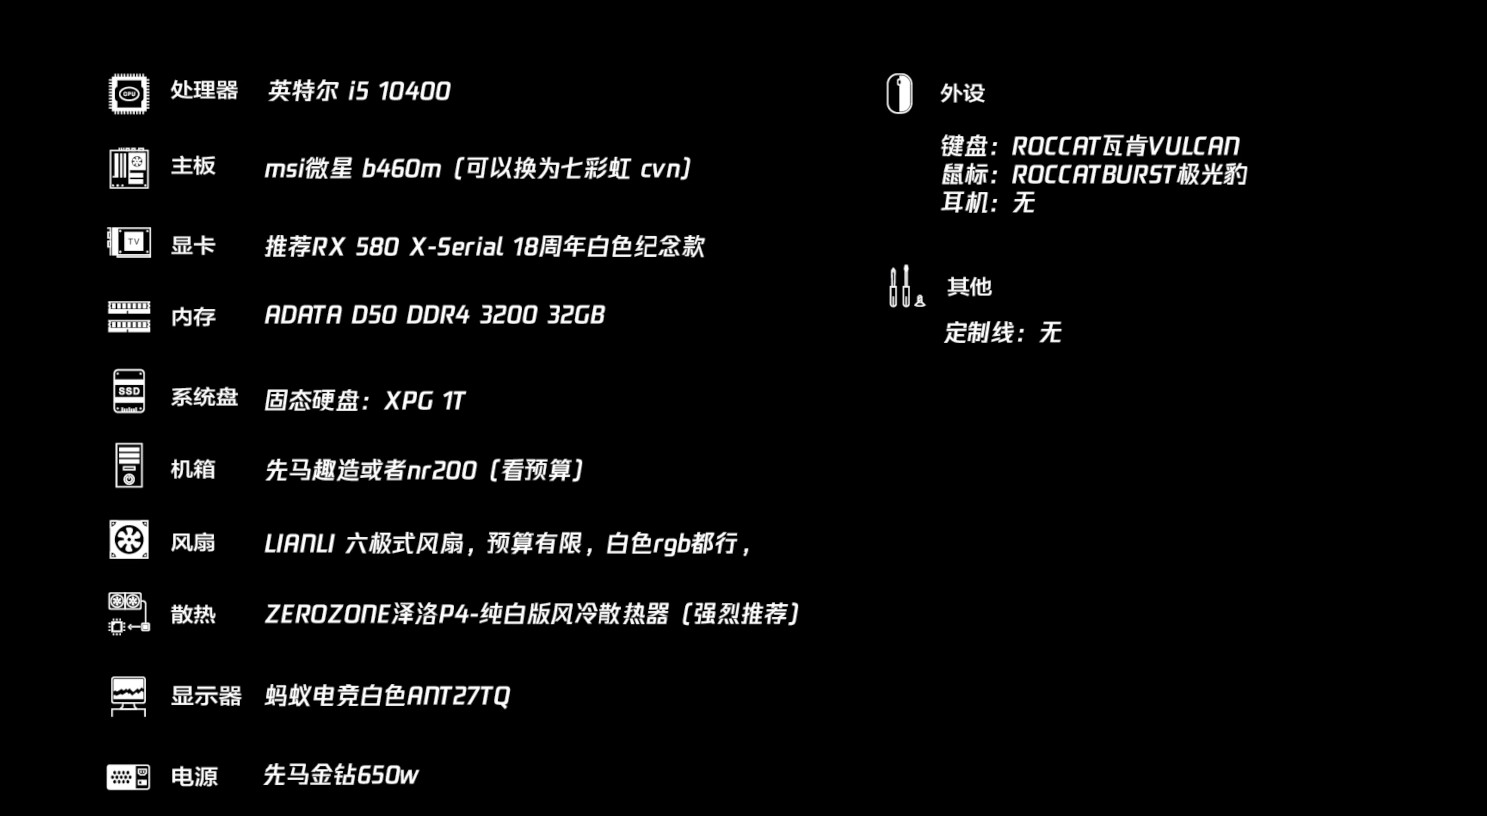 处理器 英特尔 i5 10400
主板 msi微星 b460m（可以换为七彩虹 cvn）
显卡 推荐RX 580 X-Serial 18周年白色纪念款
内存 ADATA D50 DDR4 3200 32GB
系统盘 固态硬盘：XPG 1T
机箱 先马趣造或者nr200（看预算）
风扇 LIANLI 六极式风扇，预算有限，白色rgb都行，
散热 ZEROZONE泽洛P4-纯白版风冷散热器（强烈推荐）
显示器 蚂蚁电竞白色ANT27TQ
电源 先马金钻650w
外设
键盘：ROCCAT瓦肯VULCAN
鼠标：ROCCATBURST极光豹
耳机：无
其他
定制线：无
CPU
TV
SSD